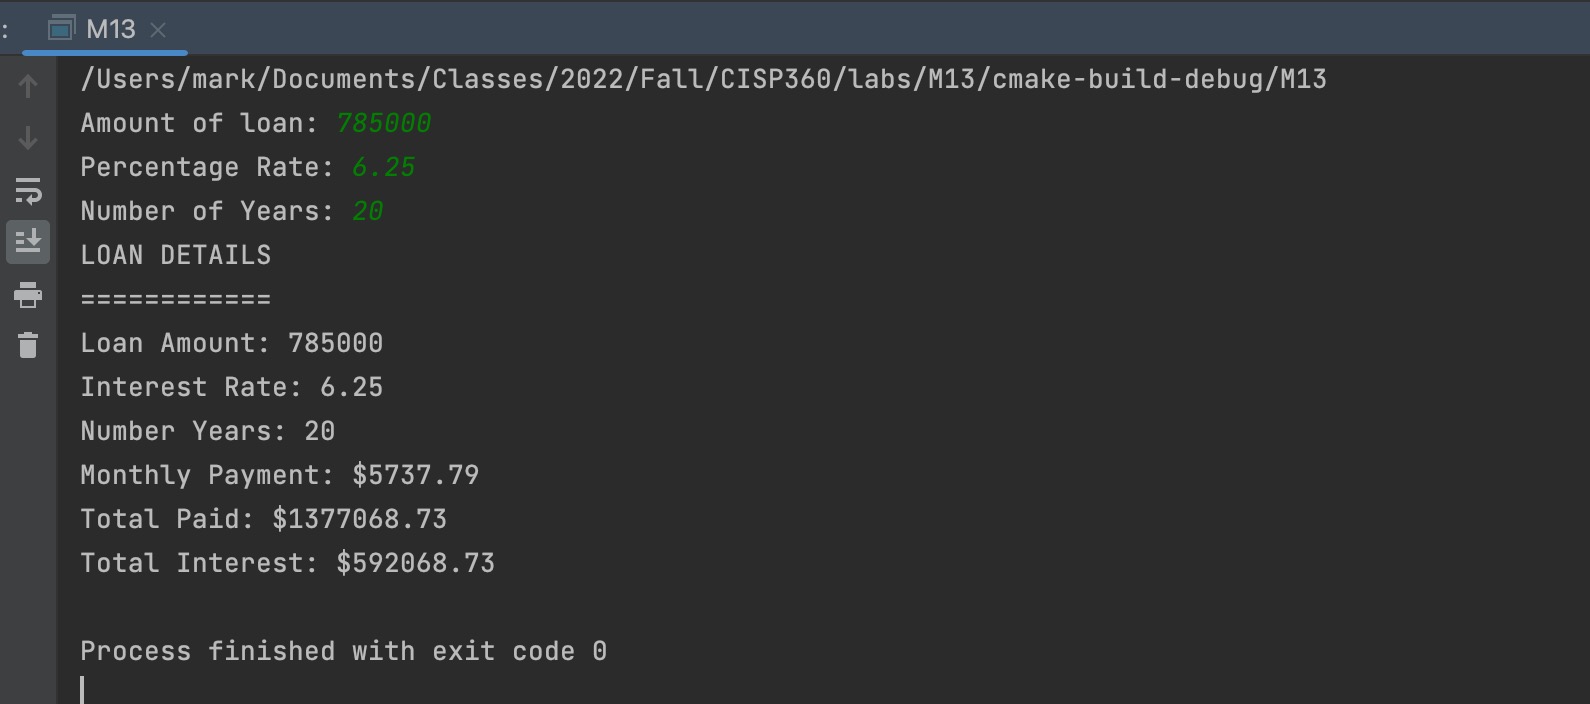 : M13
/Users/mark/Documents/Classes/2022/Fall/CISP360/labs/M13/cmake-build-debug/M13
Amount of loan: 785000
Percentage Rate: 6.25
Number of Years: 20
LOAN DETAILS
============
Loan Amount: 785000
Interest Rate: 6.25
Number Years: 20
Monthly Payment: $5737.79
Total Paid: $1377068.73
Total Interest: $592068.73
Process finished with exit code 0